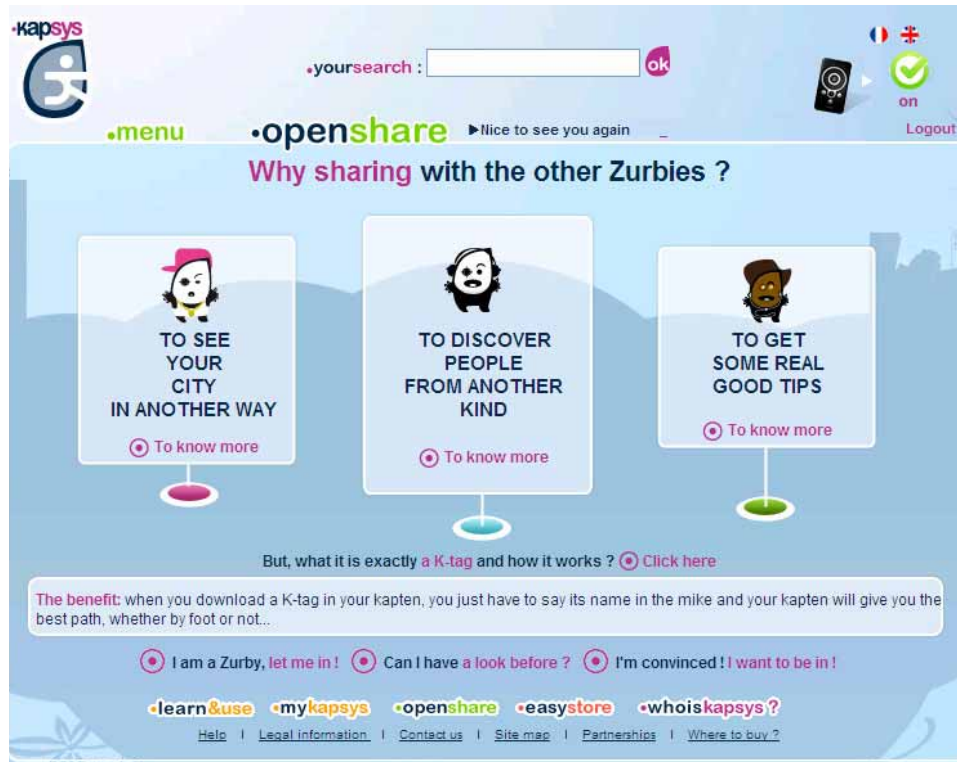 •kapsys
•yoursearch :
ok
on
•menu
•openshare
▶Nice to see you again _
Logout
Why sharing with the other Zurbies ?
TO SEE
YOUR
CITY
IN ANOTHER WAY
To know more
TO DISCOVER
PEOPLE
FROM ANOTHER
KIND
To know more
TO GET
SOME REAL
GOOD TIPS
To know more
But, what it is exactly a K-tag and how it works ? Click here
The benefit: when you download a K-tag in your kapten, you just have to say its name in the mike and your kapten will give you the
best path, whether by foot or not...
I am a Zurby, let me in ! Can I have a look before ? I'm convinced ! I want to be in !
•learn&use •mykapsys •openshare •easystore •whoiskapsys ?
Help I Legal information I Contact us I Site map I Partnerships I Where to buy ?